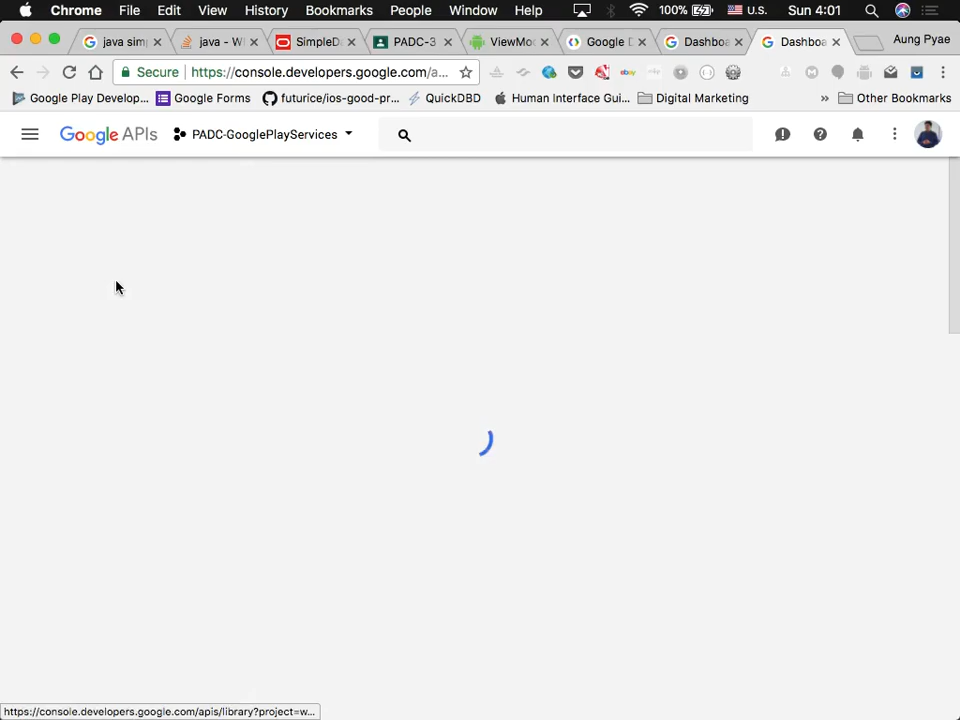 Chrome File Edit View History Bookmarks People Window Help 100% U.S. Sun 4:01
java sim java - W SimpleD PADC-3 ViewMo Google D Dashboa Dashboa Aung Pyae
Secure https://console.developers.google.com/a...
Google Play Develop... Google Forms futurice/ios-good-pr... QuickDBD Human Interface Gui... Digital Marketing » Other Bookmarks
Google APIs PADC-GooglePlayServices
https://console.developers.google.com/apis/library?project=w...